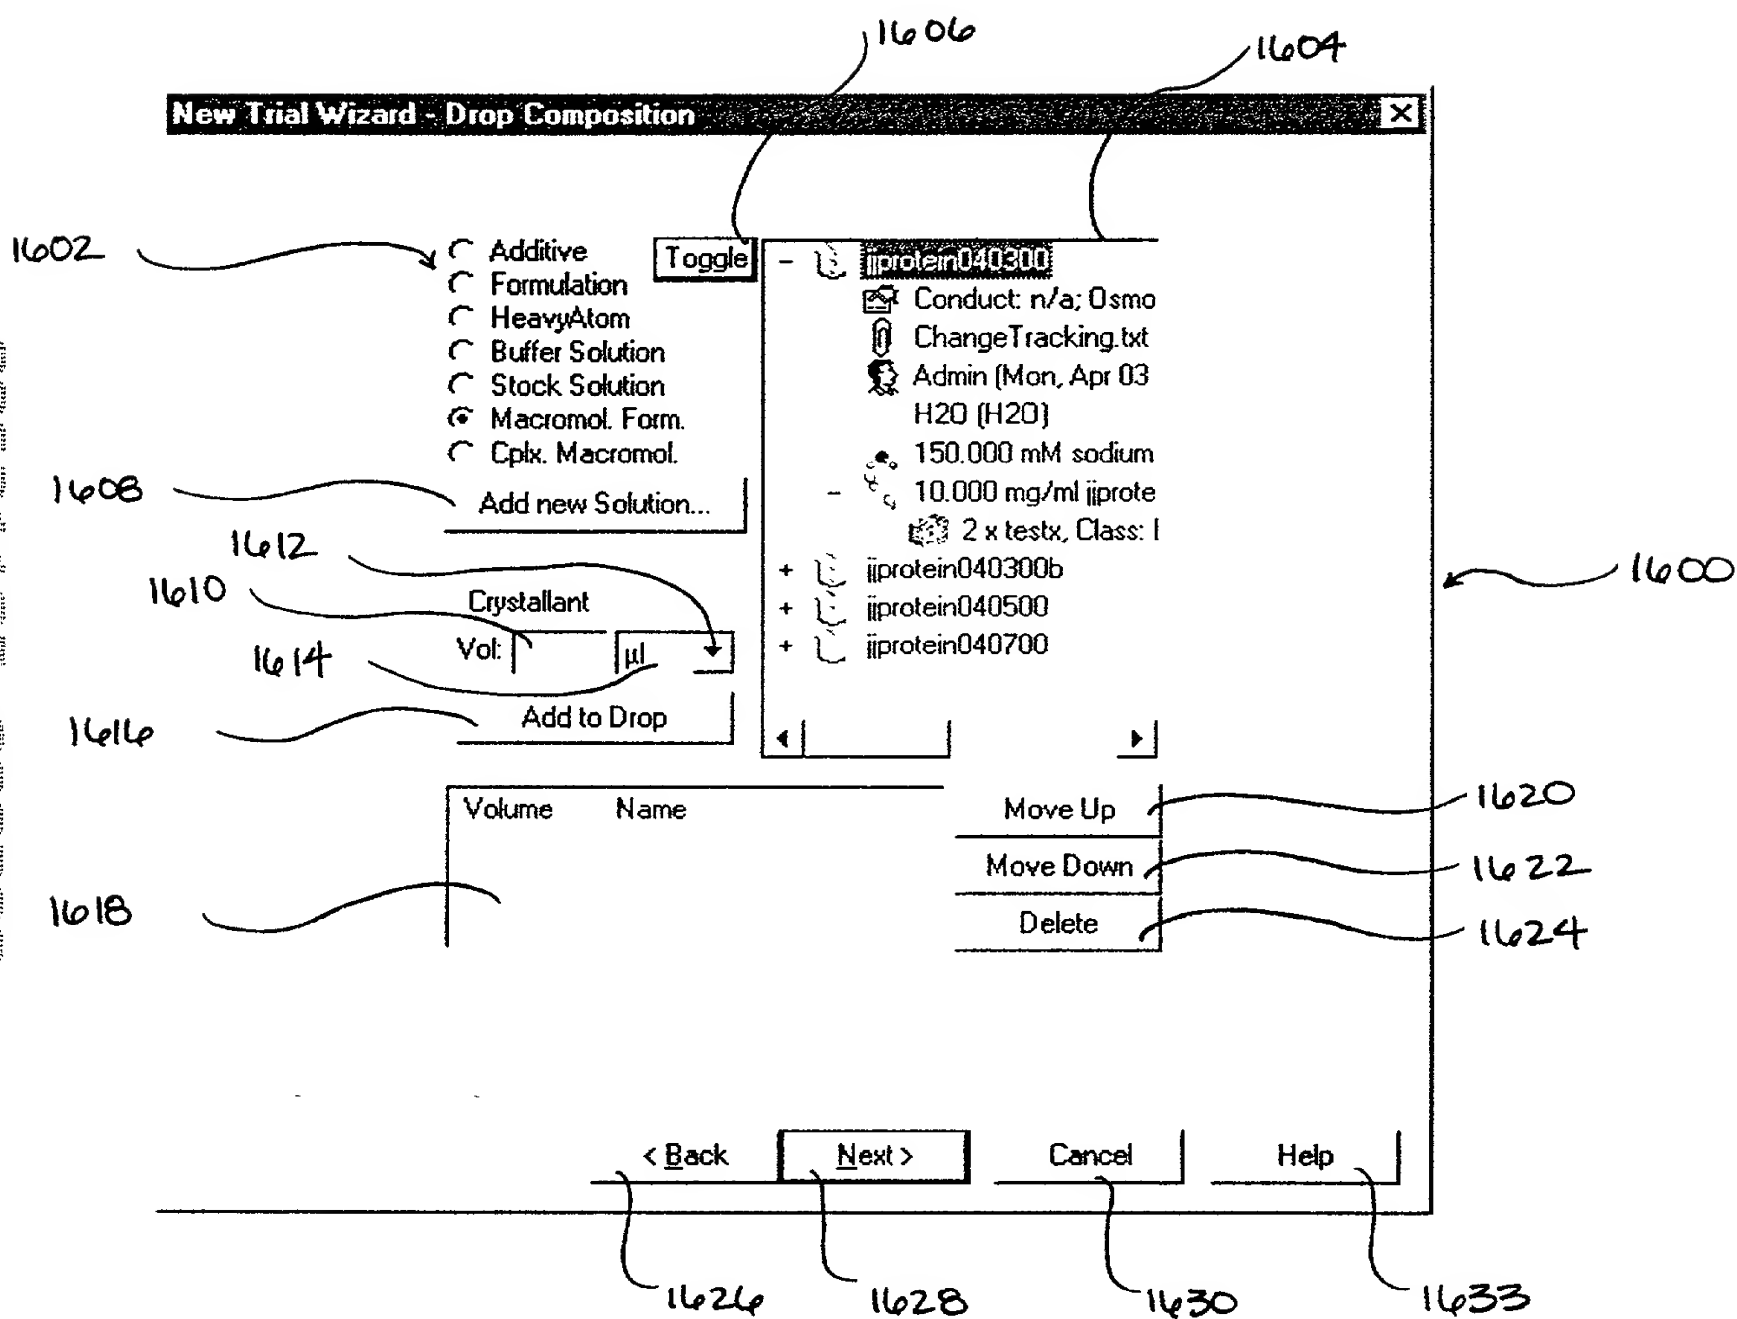 1606
1604
New Trial Wizard - Drop Composition
1602
Additive
Toggle
Formulation
HeavyAtom
Buffer Solution
Stock Solution
Macromol. Form.
Cplx. Macromol.
1608
Add new Solution...
1612
1610
Crystallant
Vol:
µl
1614
1616
Add to Drop
- jjprotein040300
Conduct: n/a; Osmo
ChangeTracking.txt
Admin (Mon, Apr 03
H2O (H2O)
150.000 mM sodium
- 10.000 mg/ml jjprote
2 x testx, Class: I
+ jjprotein040300b
+ jjprotein040500
+ jjprotein040700
1600
Volume Name
1618
Move Up
1620
Move Down
1622
Delete
1624
< Back
Next >
Cancel
Help
1626
1628
1630
1633